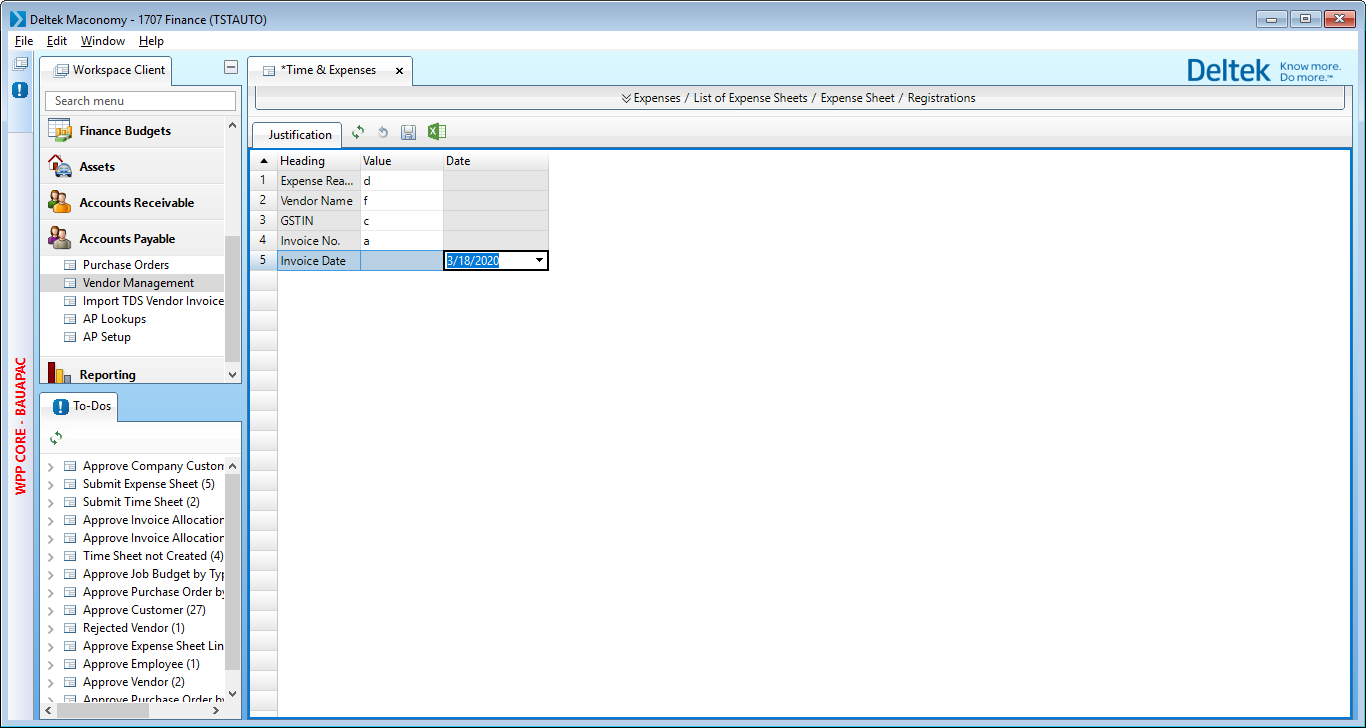 Deltek Maconomy - 1707 Finance (TSTAUTO)
File Edit Window Help
Workspace Client
*Time & Expenses
Deltek Know more. Do more.™
Search menu
Expenses / List of Expense Sheets / Expense Sheet / Registrations
Finance Budgets
Assets
Accounts Receivable
Accounts Payable
Purchase Orders
Vendor Management
Import TDS Vendor Invoice
AP Lookups
AP Setup
Reporting
WPP CORE - BAUAPAC
To-Dos
Approve Company Custom
Submit Expense Sheet (5)
Submit Time Sheet (2)
Approve Invoice Allocation
Approve Invoice Allocation
Time Sheet not Created (4)
Approve Job Budget by Typ
Approve Purchase Order by
Approve Customer (27)
Rejected Vendor (1)
Approve Expense Sheet Lin
Approve Employee (1)
Approve Vendor (2)
Approve Purchase Order by
Justification
Heading Value Date
1 Expense Rea... d
2 Vendor Name f
3 GSTIN c
4 Invoice No. a
5 Invoice Date 3/18/2020